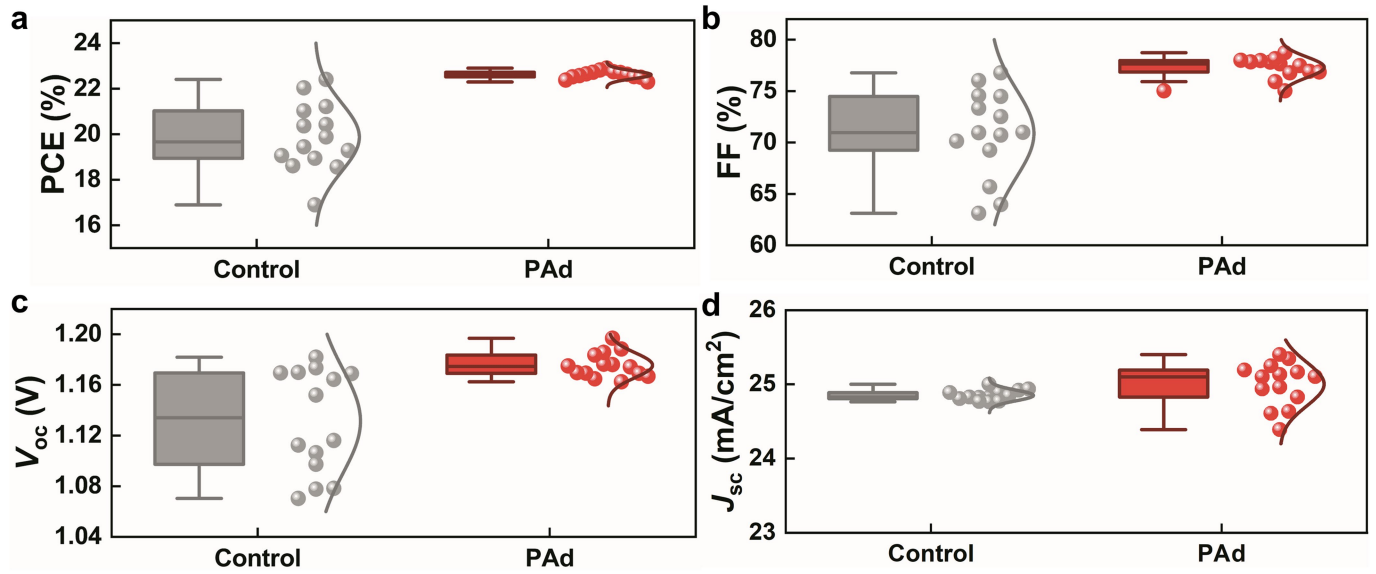 a
PCE (%)
24
22
20
18
16
Control
PAd
b
FF (%)
80
75
70
65
60
Control
PAd
c
Voc (V)
1.20
1.16
1.12
1.08
1.04
Control
PAd
d
Jsc (mA/cm²)
26
25
24
23
Control
PAd